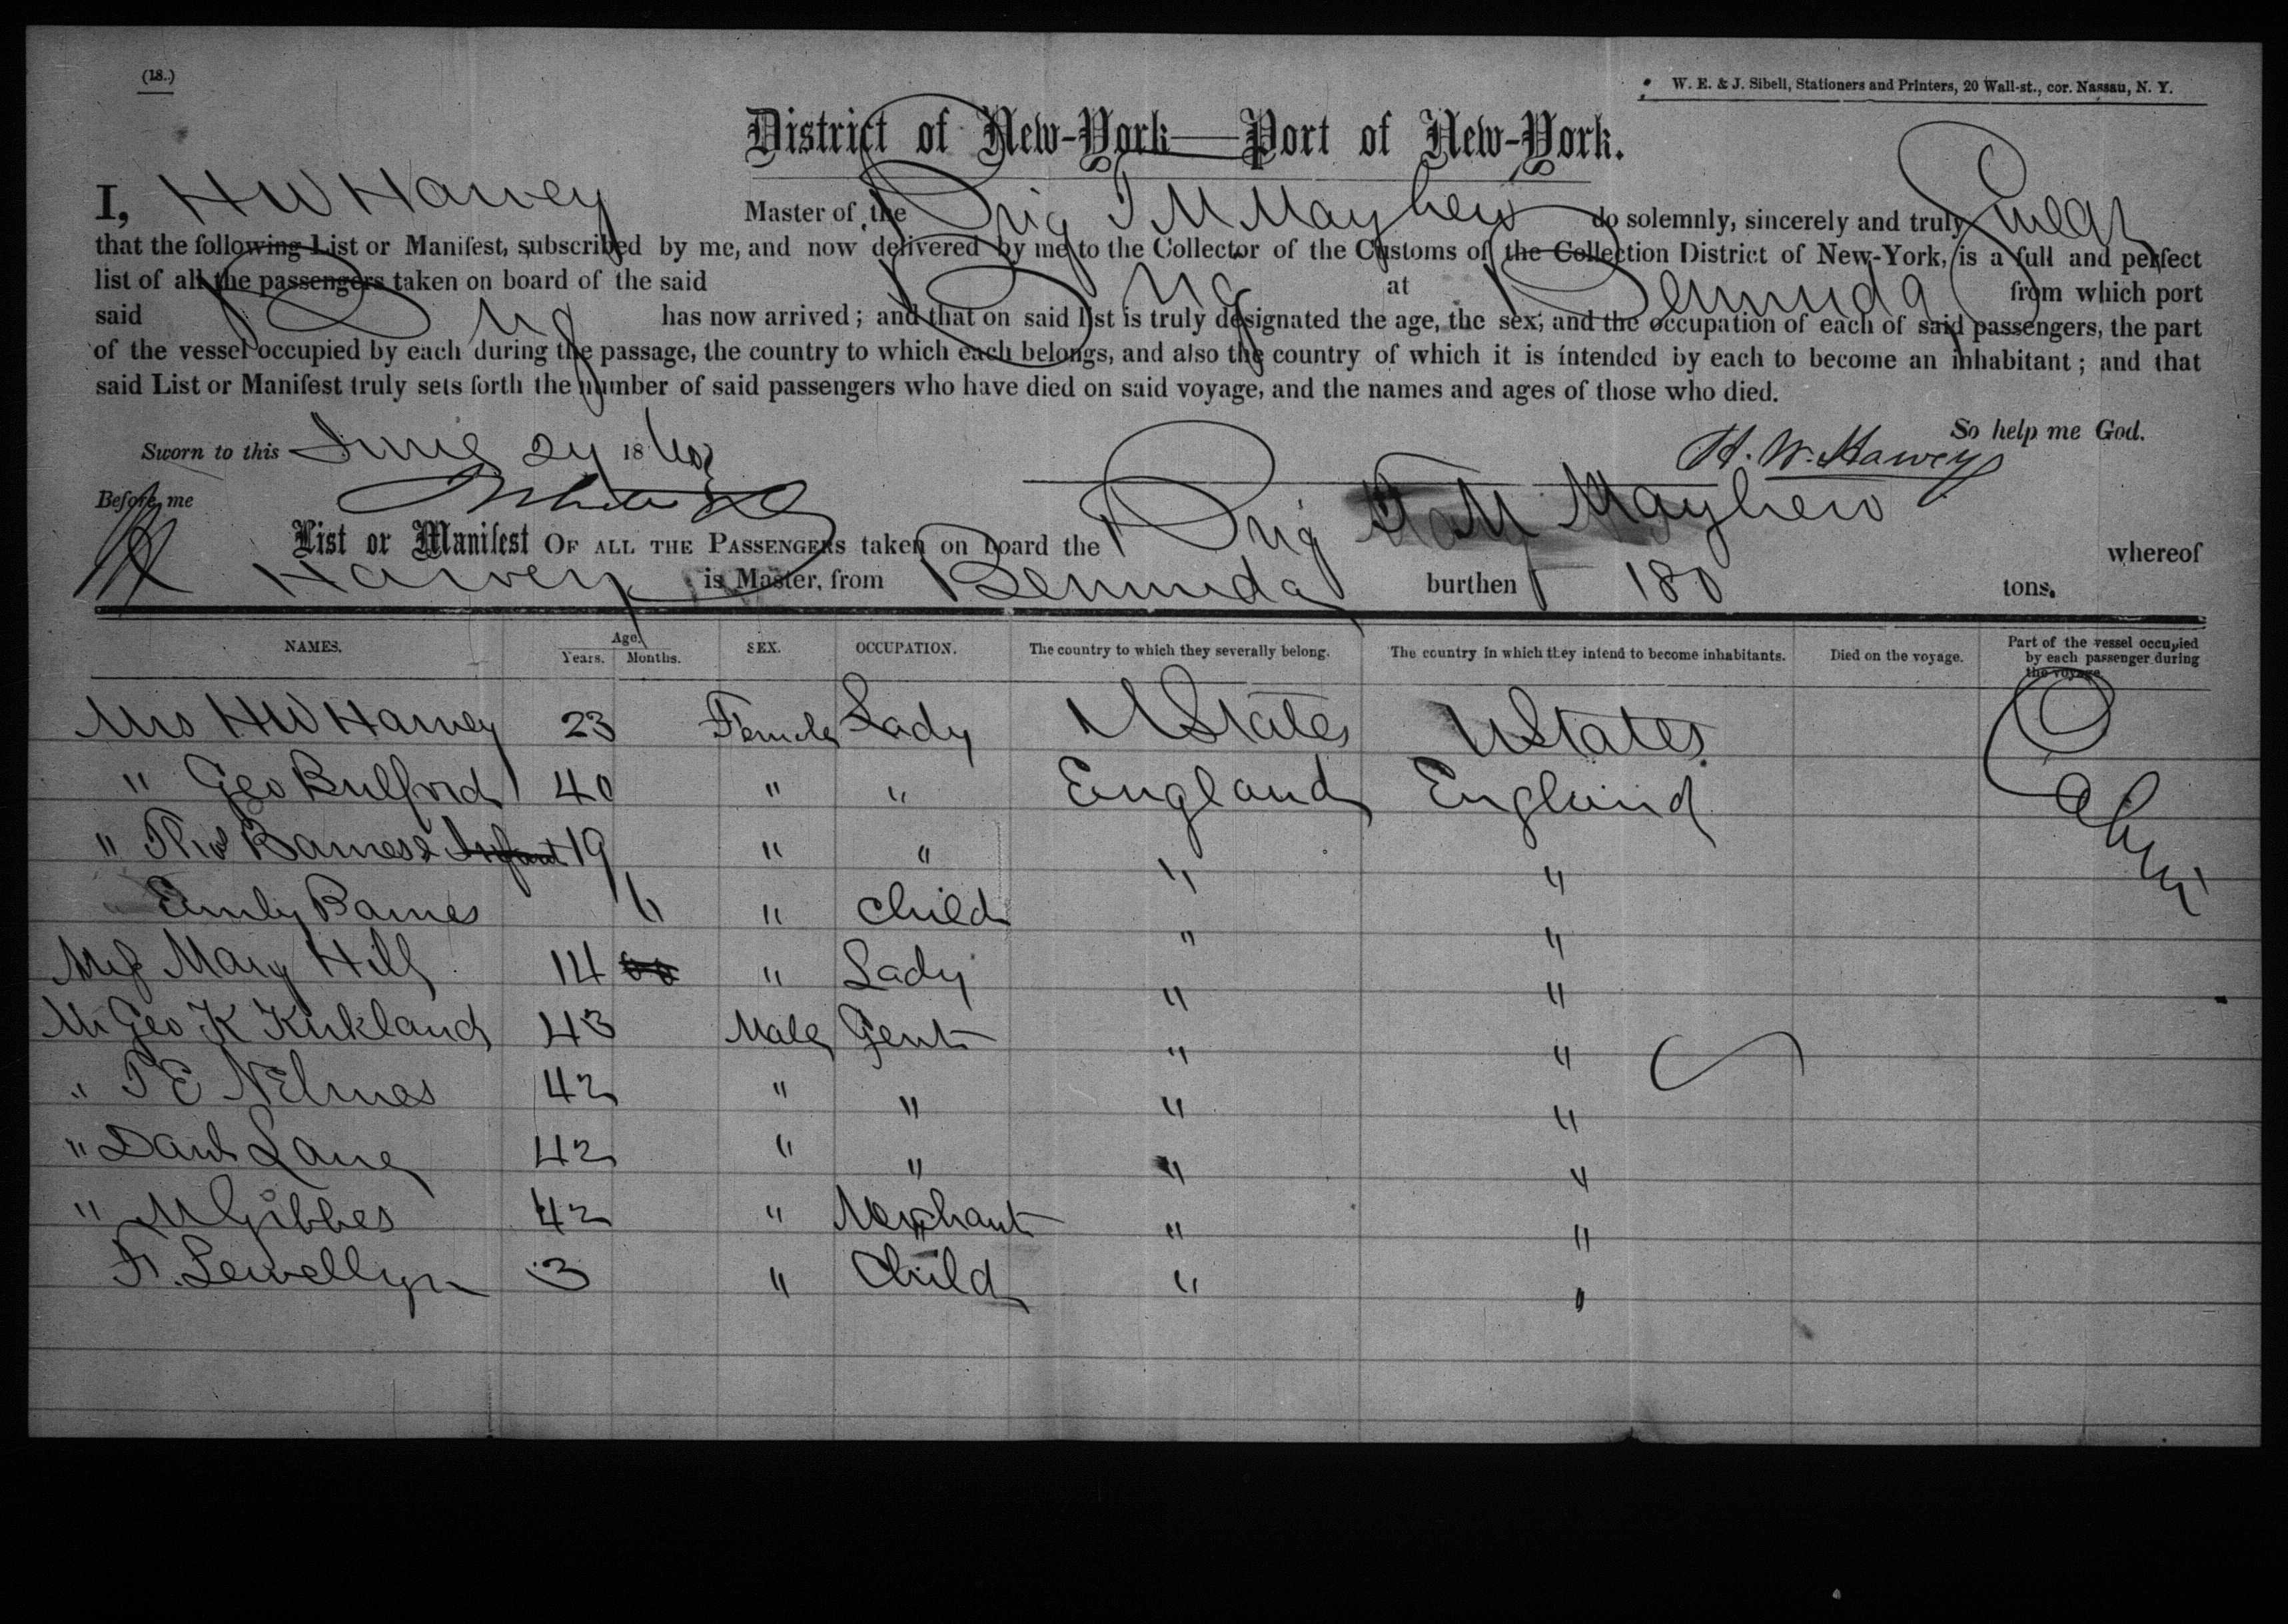 (18.)
W. E. & J. Sibell, Stationers and Printers, 20 Wall-st., cor. Nassau, N. Y.
District of New-York—Port of New-York.
I, H W Harvey Master of the Brig T M Mayhew do solemnly, sincerely and truly Swear
that the following List or Manifest, subscribed by me, and now delivered by me to the Collector of the Customs of the Collection District of New-York, is a full and perfect
list of all the passengers taken on board of the said Brig at Bermuda from which port
said Brig has now arrived; and that on said list is truly designated the age, the sex, and the occupation of each of said passengers, the part
of the vessel occupied by each during the passage, the country to which each belongs, and also the country of which it is intended by each to become an inhabitant; and that
said List or Manifest truly sets forth the number of said passengers who have died on said voyage, and the names and ages of those who died.
So help me God.
Sworn to this June 24 18
H. W. Harvey
Before me
List or Manifest OF ALL THE PASSENGERS taken on board the Brig T M Mayhew whereof
Harvey is Master, from Bermuda burthen 180 tons.
NAMES. Age. Years. Months. SEX. OCCUPATION. The country to which they severally belong. The country in which they intend to become inhabitants. Died on the voyage. Part of the vessel occupied by each passenger during the voyage.
Mrs H W Harvey 23 Female Lady U States U States Cabin
" Geo Bulford 40 " " England England
" Thos Barnes & Infant 19 " " " "
Emily Barnes " Child " "
Miss Mary Hill 14 " Lady " "
Mr Geo K Kirkland 43 Male Gent " "
" T E Nelmes 42 " " " "
" Danl Lane 42 " " " "
" M Gibbes 42 " Merchant " "
Fr. Lewellyn 3 " Child " "